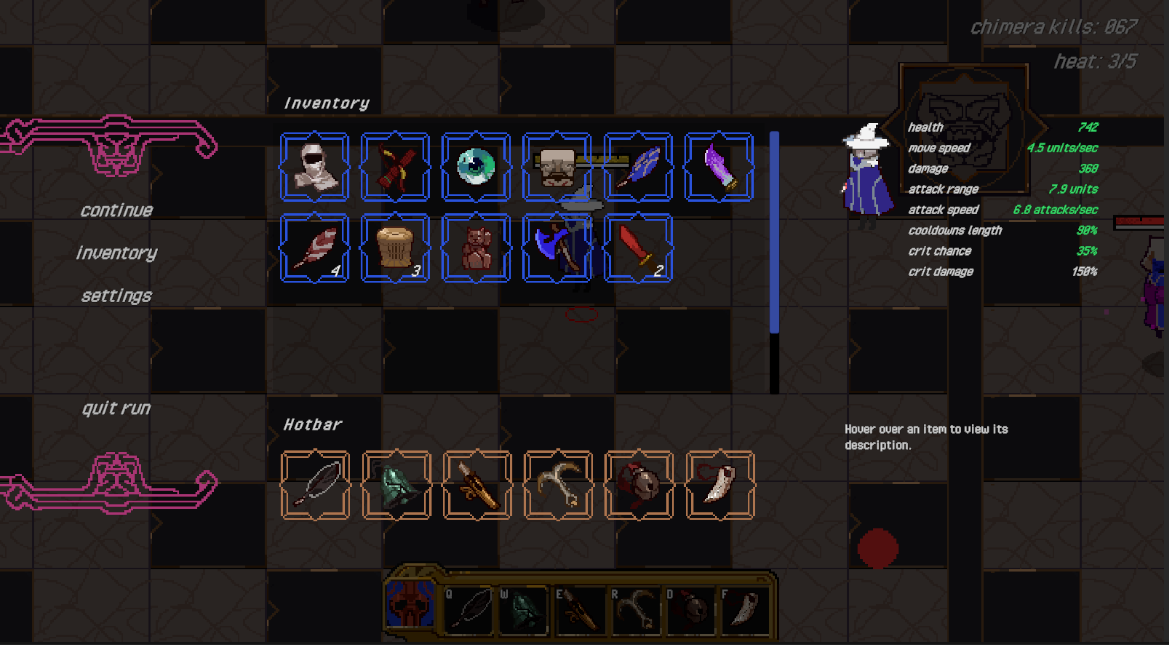 chimera kills: 067
heat: 3/5
Inventory
health 742
move speed 4.5 units/sec
damage 360
attack range 7.9 units
attack speed 6.8 attacks/sec
cooldowns length 90%
crit chance 35%
crit damage 150%
continue
inventory
settings
4
3
2
quit run
Hotbar
Hover over an item to view its
description.
Q W E R D F